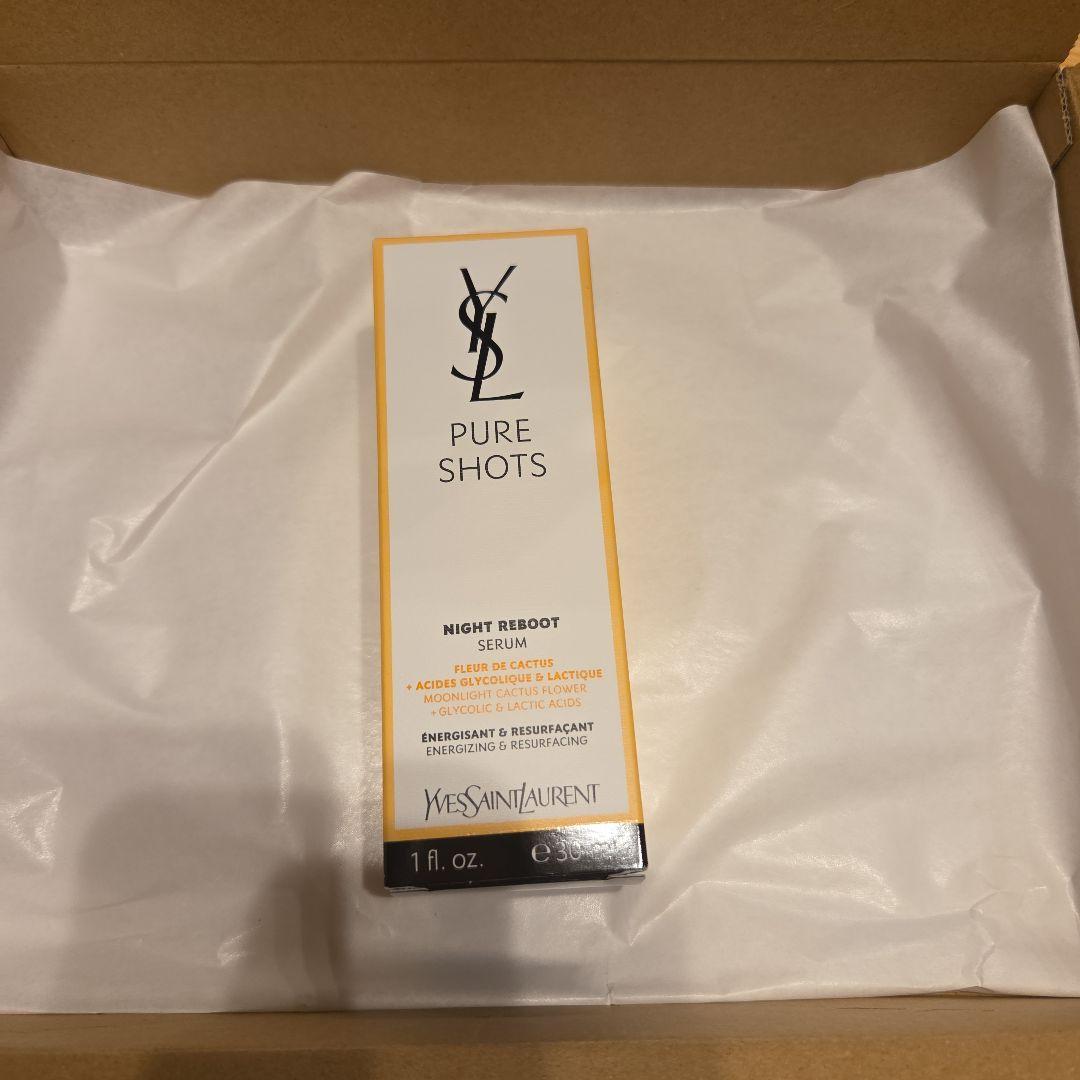 YSL
PURE
SHOTS
NIGHT REBOOT
SERUM
FLEUR DE CACTUS
+ ACIDES GLYCOLIQUE & LACTIQUE
MOONLIGHT CACTUS FLOWER
+ GLYCOLIC & LACTIC ACIDS
ÉNERGISANT & RESURFAÇANT
ENERGIZING & RESURFACING
YVESSAINTLAURENT
1 fl. oz. ℮ 30